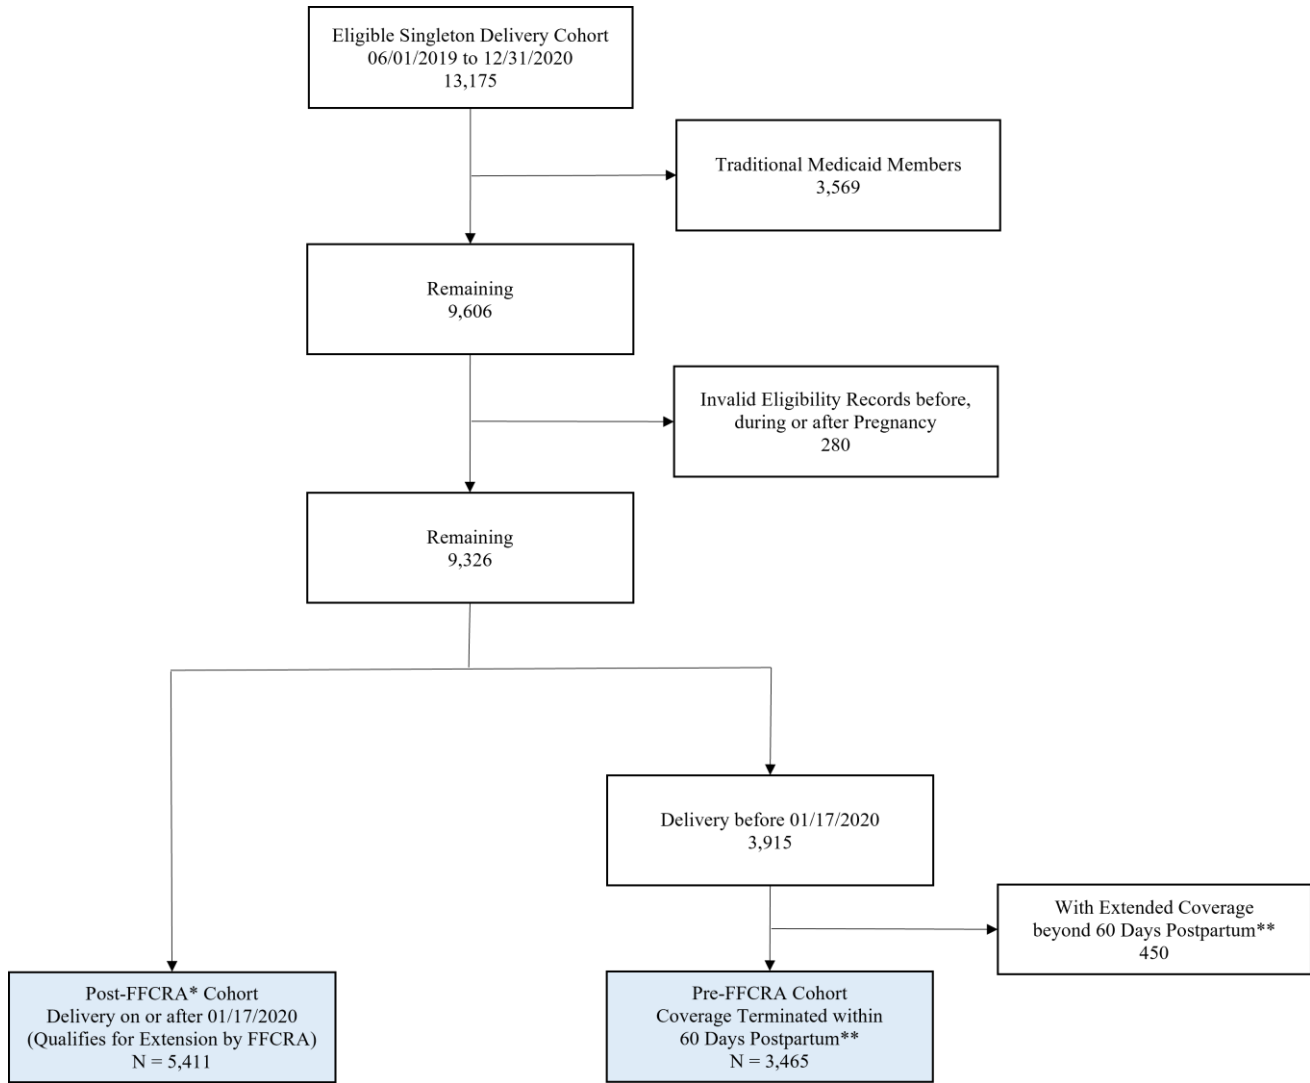 Eligible Singleton Delivery Cohort
06/01/2019 to 12/31/2020
13,175
Traditional Medicaid Members
3,569
Remaining
9,606
Invalid Eligibility Records before,
during or after Pregnancy
280
Remaining
9,326
Delivery before 01/17/2020
3,915
With Extended Coverage
beyond 60 Days Postpartum**
450
Post-FFCRA* Cohort
Delivery on or after 01/17/2020
(Qualifies for Extension by FFCRA)
N = 5,411
Pre-FFCRA Cohort
Coverage Terminated within
60 Days Postpartum**
N = 3,465